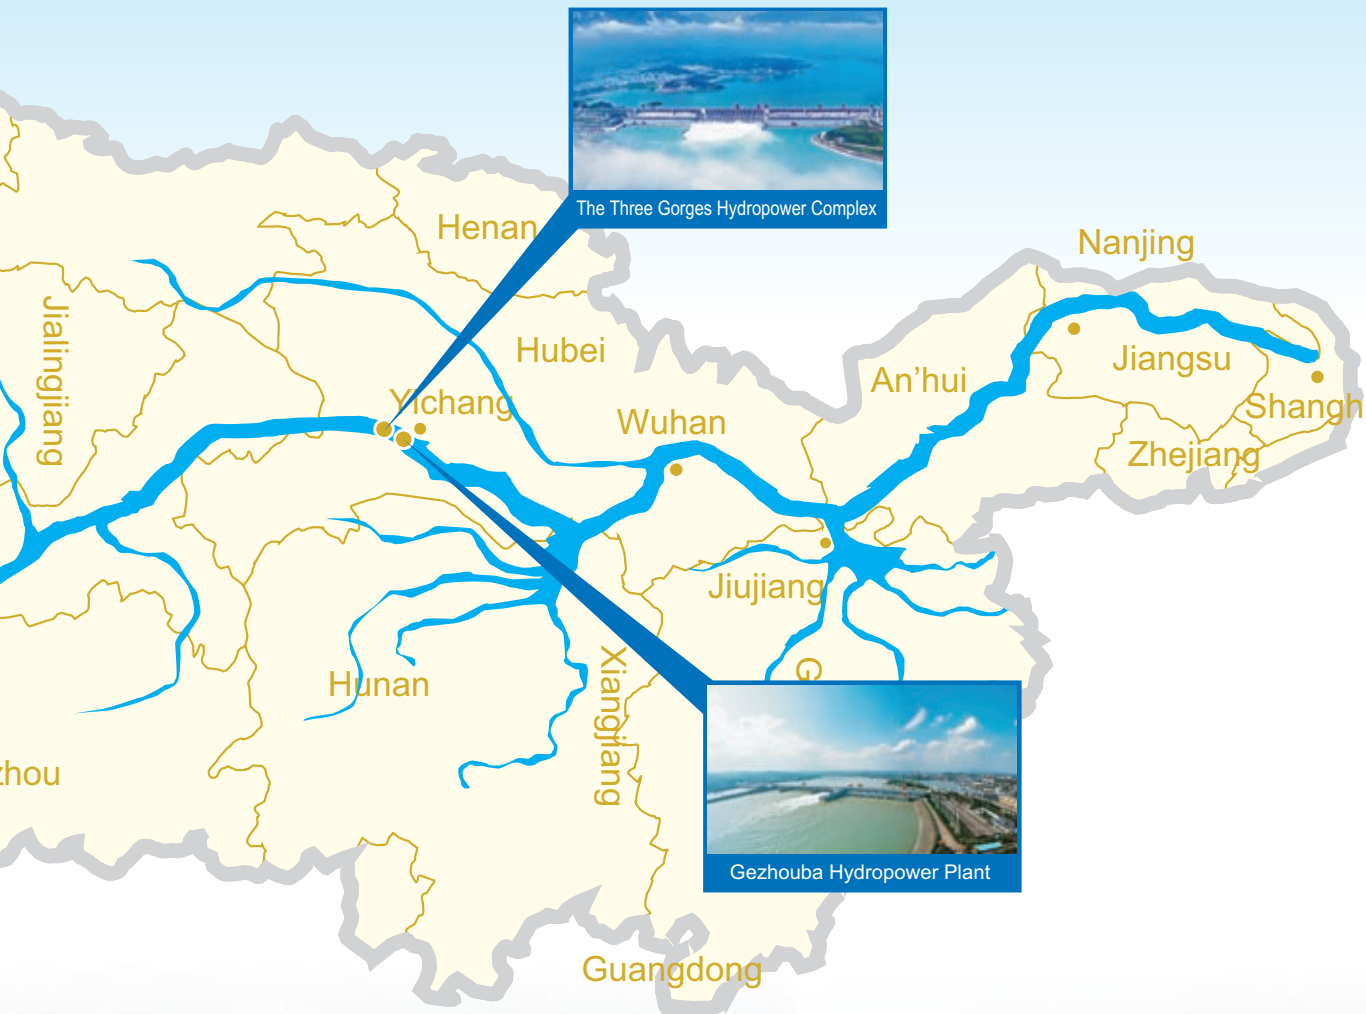 The Three Gorges Hydropower Complex
Henan
Nanjing
Jialingjiang
Hubei
An'hui
Jiangsu
Yichang
Wuhan
Shangh
Zhejiang
Jiujiang
Hunan
Xiangjiang
G
zhou
Gezhouba Hydropower Plant
Guangdong